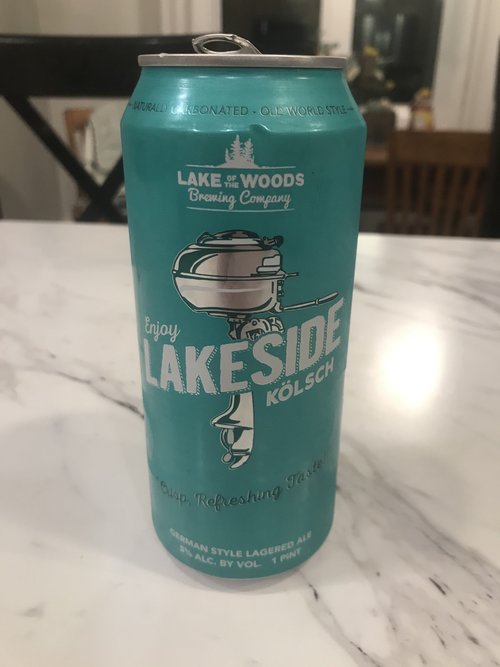 NATURALLY CARBONATED - OLD WORLD STYLE
LAKE OF THE WOODS
Brewing Company
Enjoy
LAKESIDE
KÖLSCH
Crisp, Refreshing Taste!
GERMAN STYLE LAGERED ALE
5% ALC. BY VOL. 1 PINT